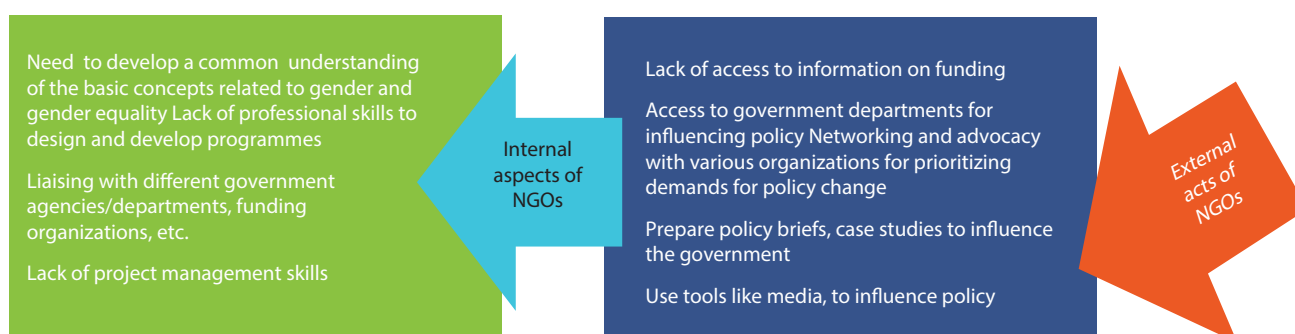 Need to develop a common understanding
of the basic concepts related to gender and
gender equality Lack of professional skills to
design and develop programmes
Liaising with different government
agencies/departments, funding
organizations, etc.
Lack of project management skills
Internal
aspects of
NGOs
Lack of access to information on funding
Access to government departments for
influencing policy Networking and advocacy
with various organizations for prioritizing
demands for policy change
Prepare policy briefs, case studies to influence
the government
Use tools like media, to influence policy
External
acts of
NGOs